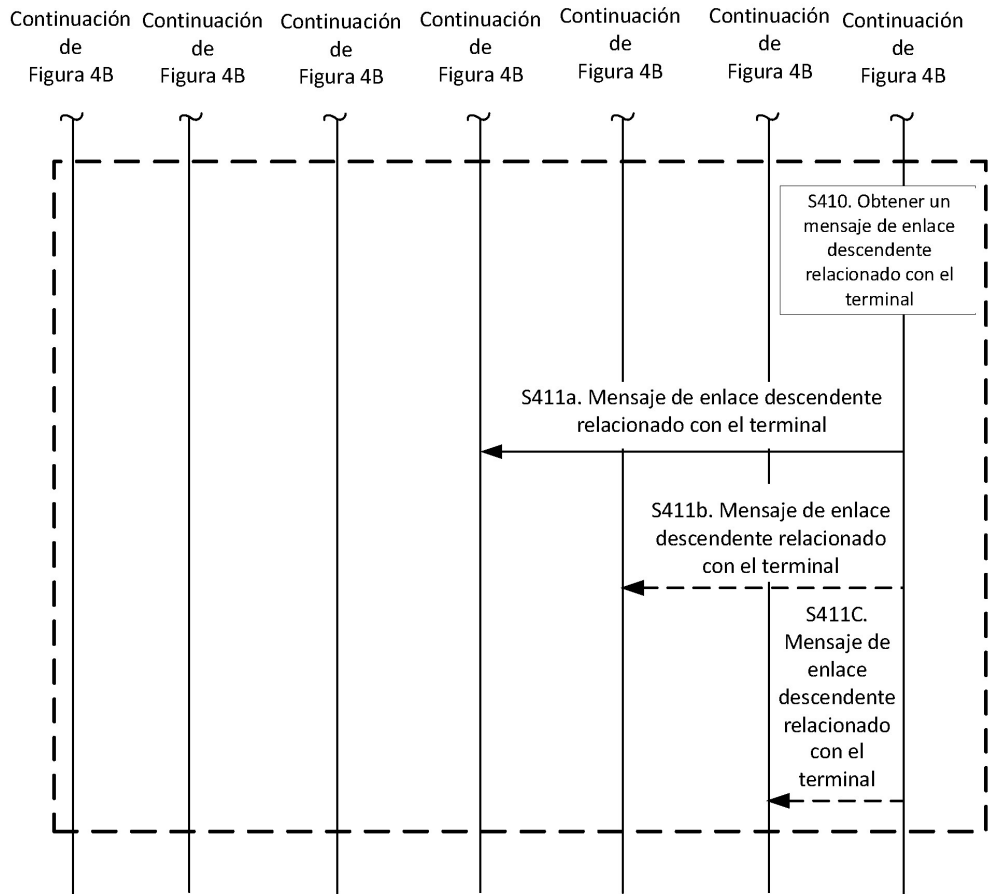 Continuación
de
Figura 4B
Continuación
de
Figura 4B
Continuación
de
Figura 4B
Continuación
de
Figura 4B
Continuación
de
Figura 4B
Continuación
de
Figura 4B
Continuación
de
Figura 4B
S410. Obtener un
mensaje de enlace
descendente
relacionado con el
terminal
S411a. Mensaje de enlace descendente
relacionado con el terminal
S411b. Mensaje de enlace
descendente relacionado
con el terminal
S411C.
Mensaje de
enlace
descendente
relacionado
con el
terminal